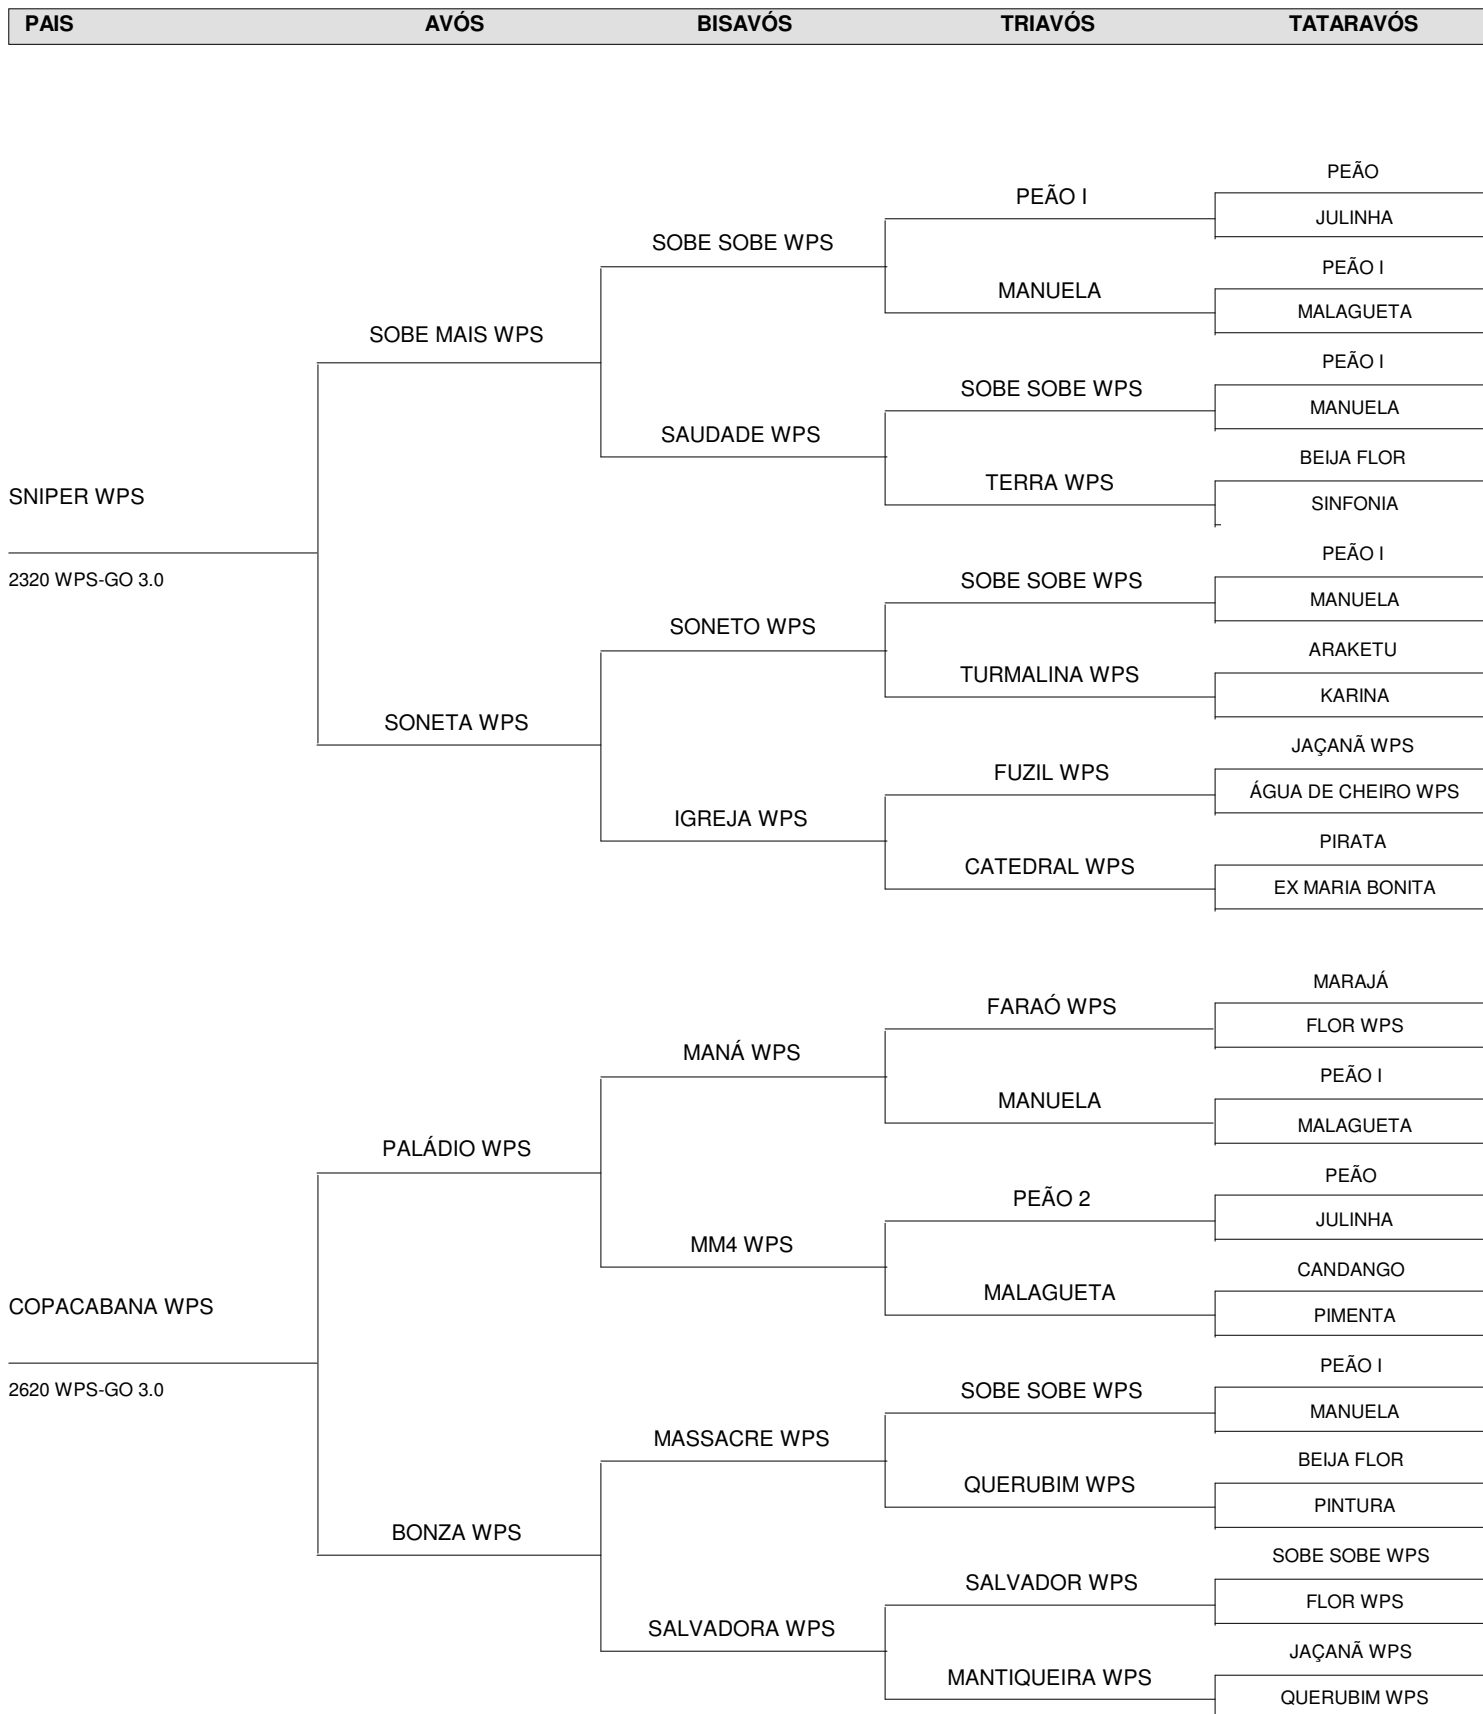 PAIS AVÓS BISAVÓS TRIAVÓS TATARAVÓS
PEÃO
PEÃO I
JULINHA
SOBE SOBE WPS
PEÃO I
MANUELA
MALAGUETA
SOBE MAIS WPS
PEÃO I
SOBE SOBE WPS
MANUELA
SAUDADE WPS
BEIJA FLOR
TERRA WPS
SNIPER WPS
SINFONIA
PEÃO I
2320 WPS-GO 3.0
SOBE SOBE WPS
MANUELA
SONETO WPS
ARAKETU
TURMALINA WPS
KARINA
SONETA WPS
JAÇANÃ WPS
FUZIL WPS
ÁGUA DE CHEIRO WPS
IGREJA WPS
PIRATA
CATEDRAL WPS
EX MARIA BONITA
MARAJÁ
FARAÓ WPS
FLOR WPS
MANÁ WPS
PEÃO I
MANUELA
MALAGUETA
PALÁDIO WPS
PEÃO
PEÃO 2
JULINHA
MM4 WPS
CANDANGO
MALAGUETA
COPACABANA WPS
PIMENTA
PEÃO I
2620 WPS-GO 3.0
SOBE SOBE WPS
MANUELA
MASSACRE WPS
BEIJA FLOR
QUERUBIM WPS
PINTURA
BONZA WPS
SOBE SOBE WPS
SALVADOR WPS
FLOR WPS
SALVADORA WPS
JAÇANÃ WPS
MANTIQUEIRA WPS
QUERUBIM WPS